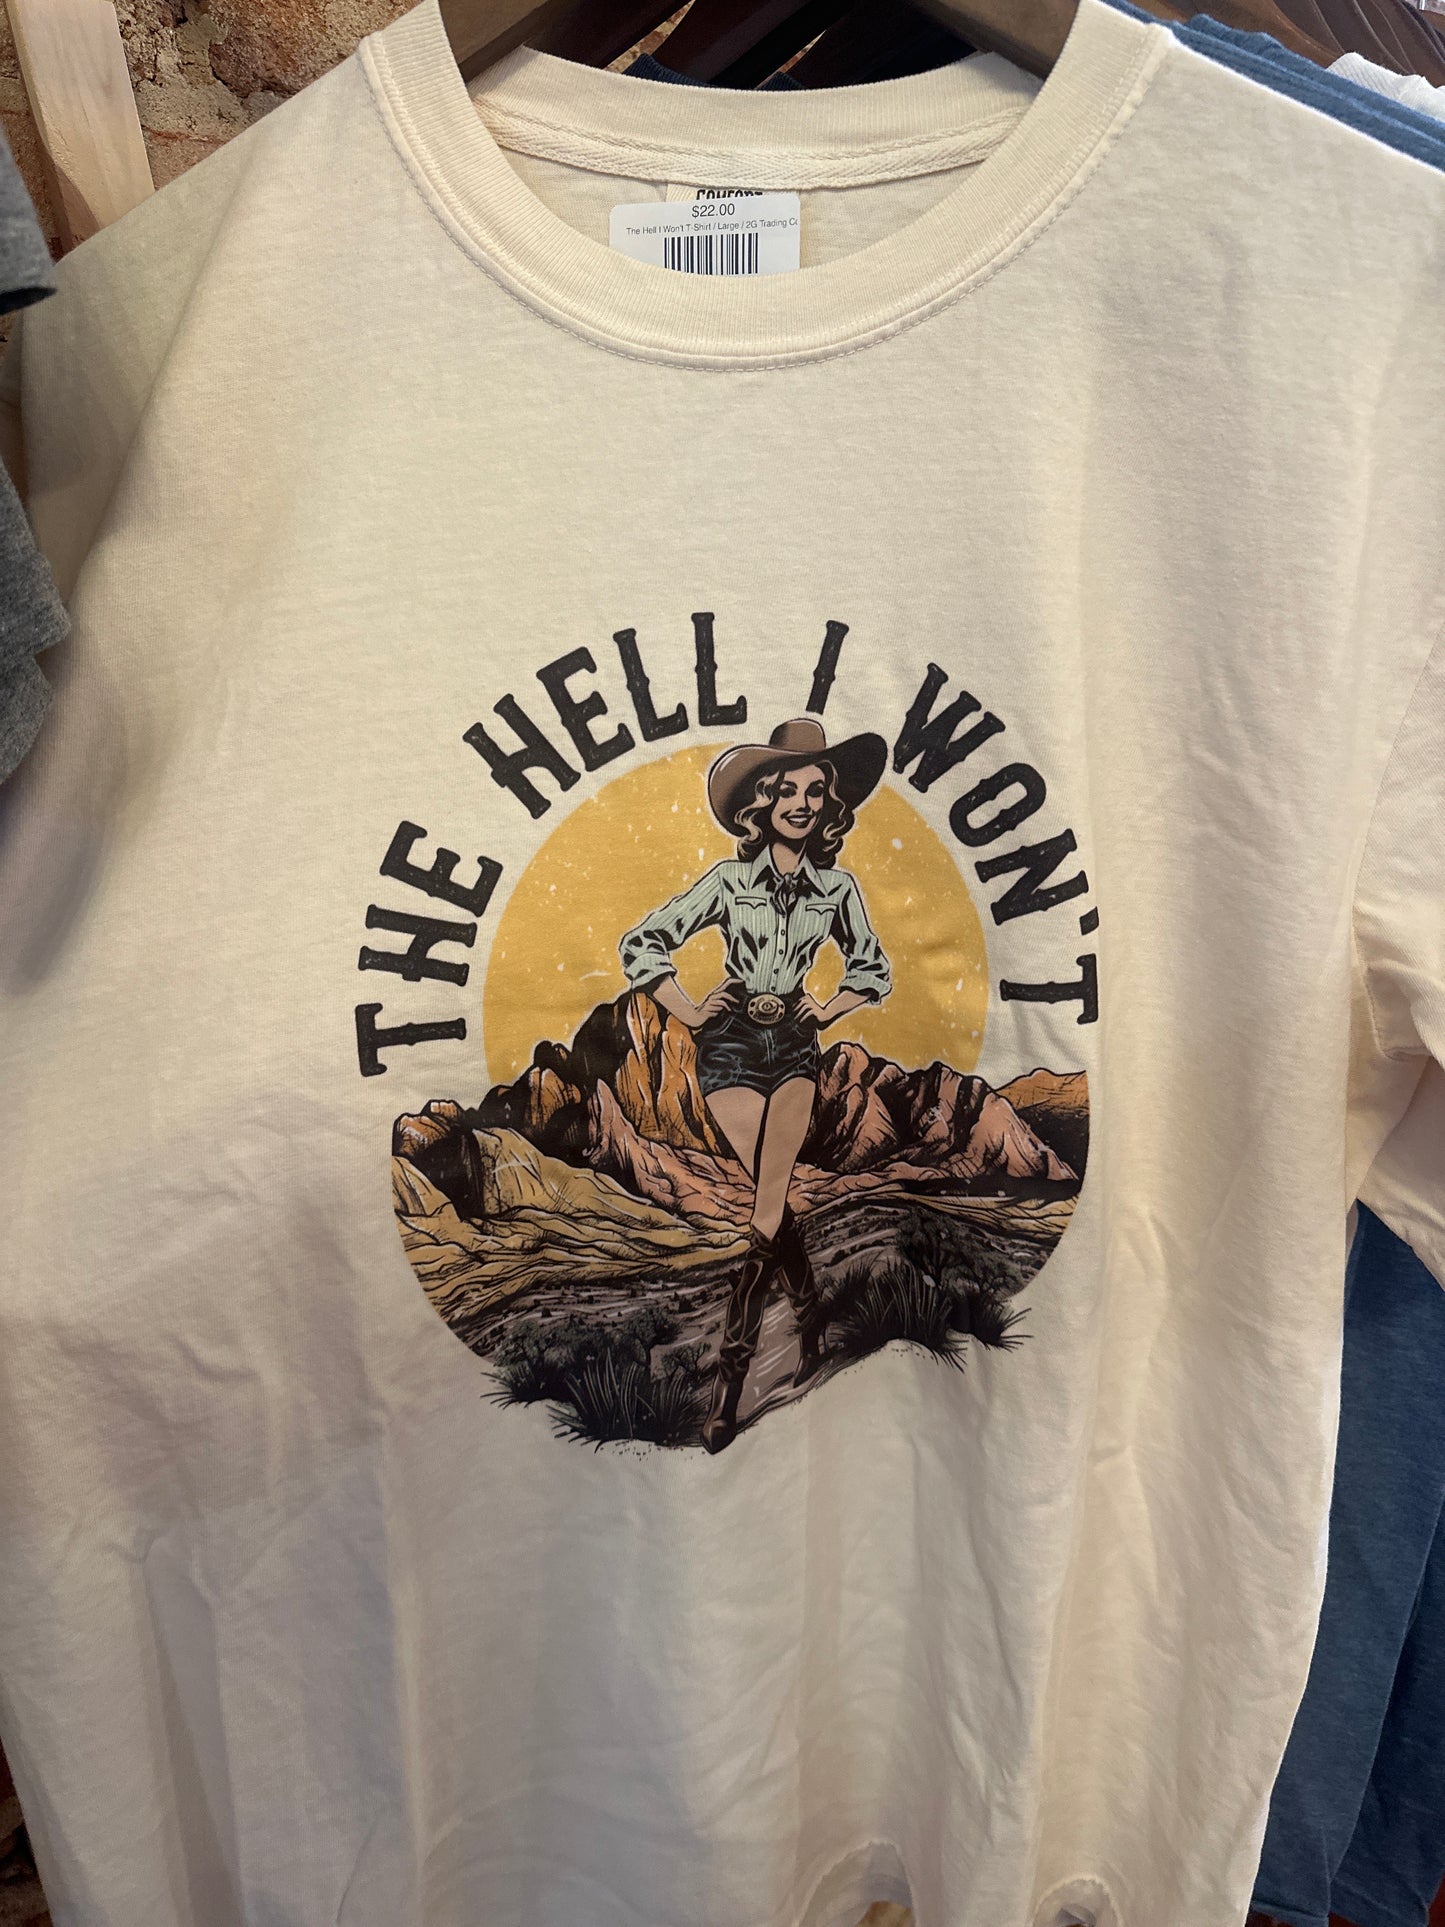 COMFORT
$22.00
The Hell I Won't T-Shirt / Large / 2G Trading Co
THE HELL I WON'T